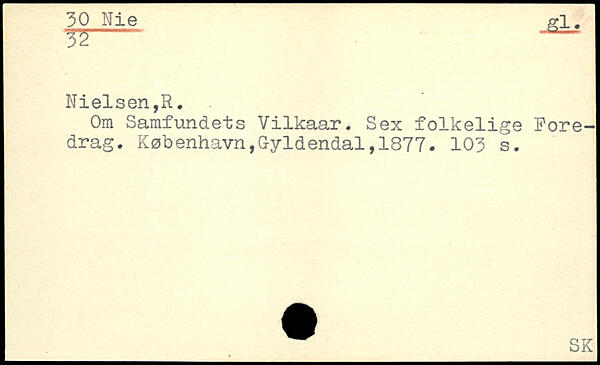 30 Nie gl.
32
Nielsen,R.
Om Samfundets Vilkaar. Sex folkelige Fore-
drag. København,Gyldendal,1877. 103 s.
SK